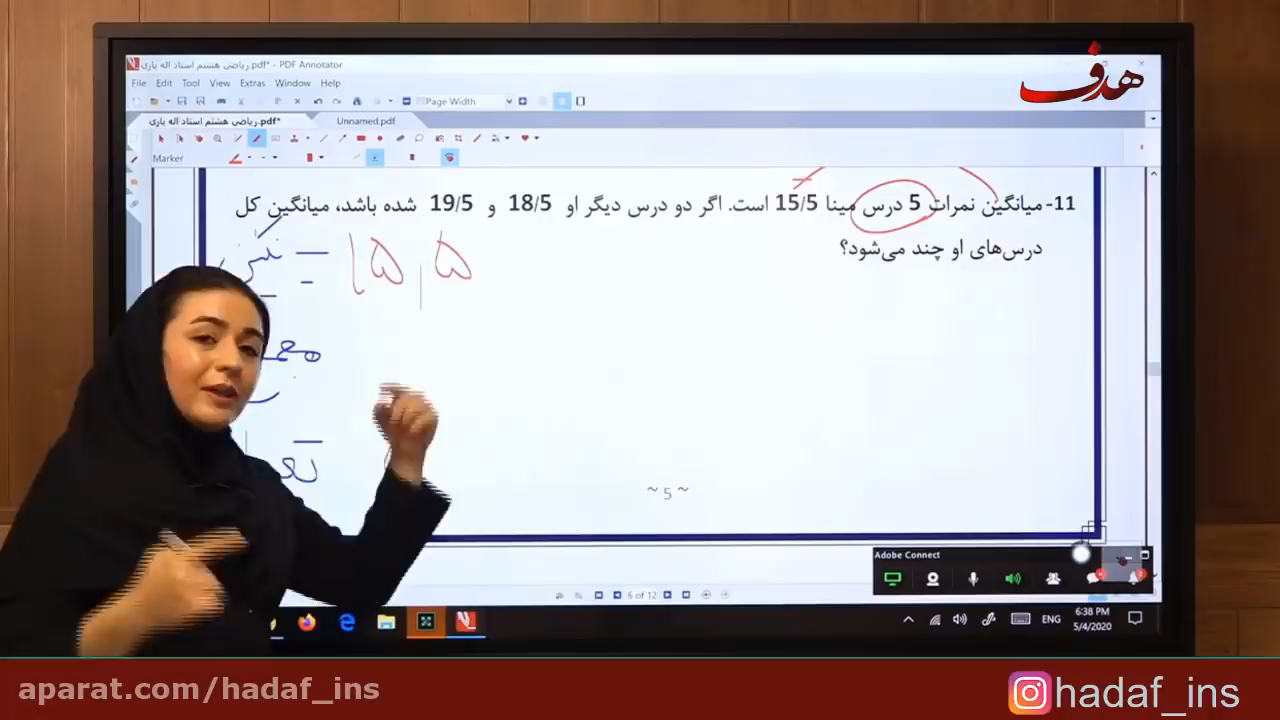 هدف
ریاضی هشتم استاد اله یاری.pdf* - PDF Annotator
File Edit Tool View Extras Window Help
Page Width
ریاضی هشتم استاد اله یاری.pdf*
Unnamed.pdf
Marker
11- میانگین نمرات 5 درس مینا 15/5 است. اگر دو درس دیگر او 18/5 و 19/5 شده باشد، میانگین کل
درس‌های او چند می‌شود؟
۱۵,۵
~ 5 ~
Adobe Connect
6 of 12
ENG
6:38 PM
5/4/2020
aparat.com/hadaf_ins
hadaf_ins